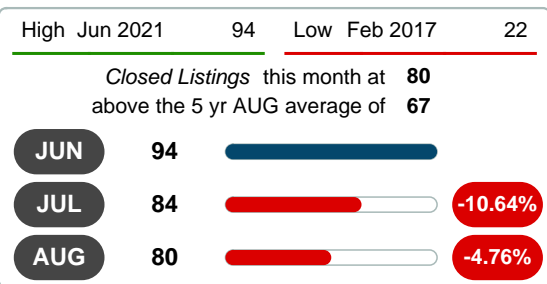 High Jun 2021 94 Low Feb 2017 22
Closed Listings this month at 80
above the 5 yr AUG average of 67
JUN 94
JUL 84 -10.64%
AUG 80 -4.76%